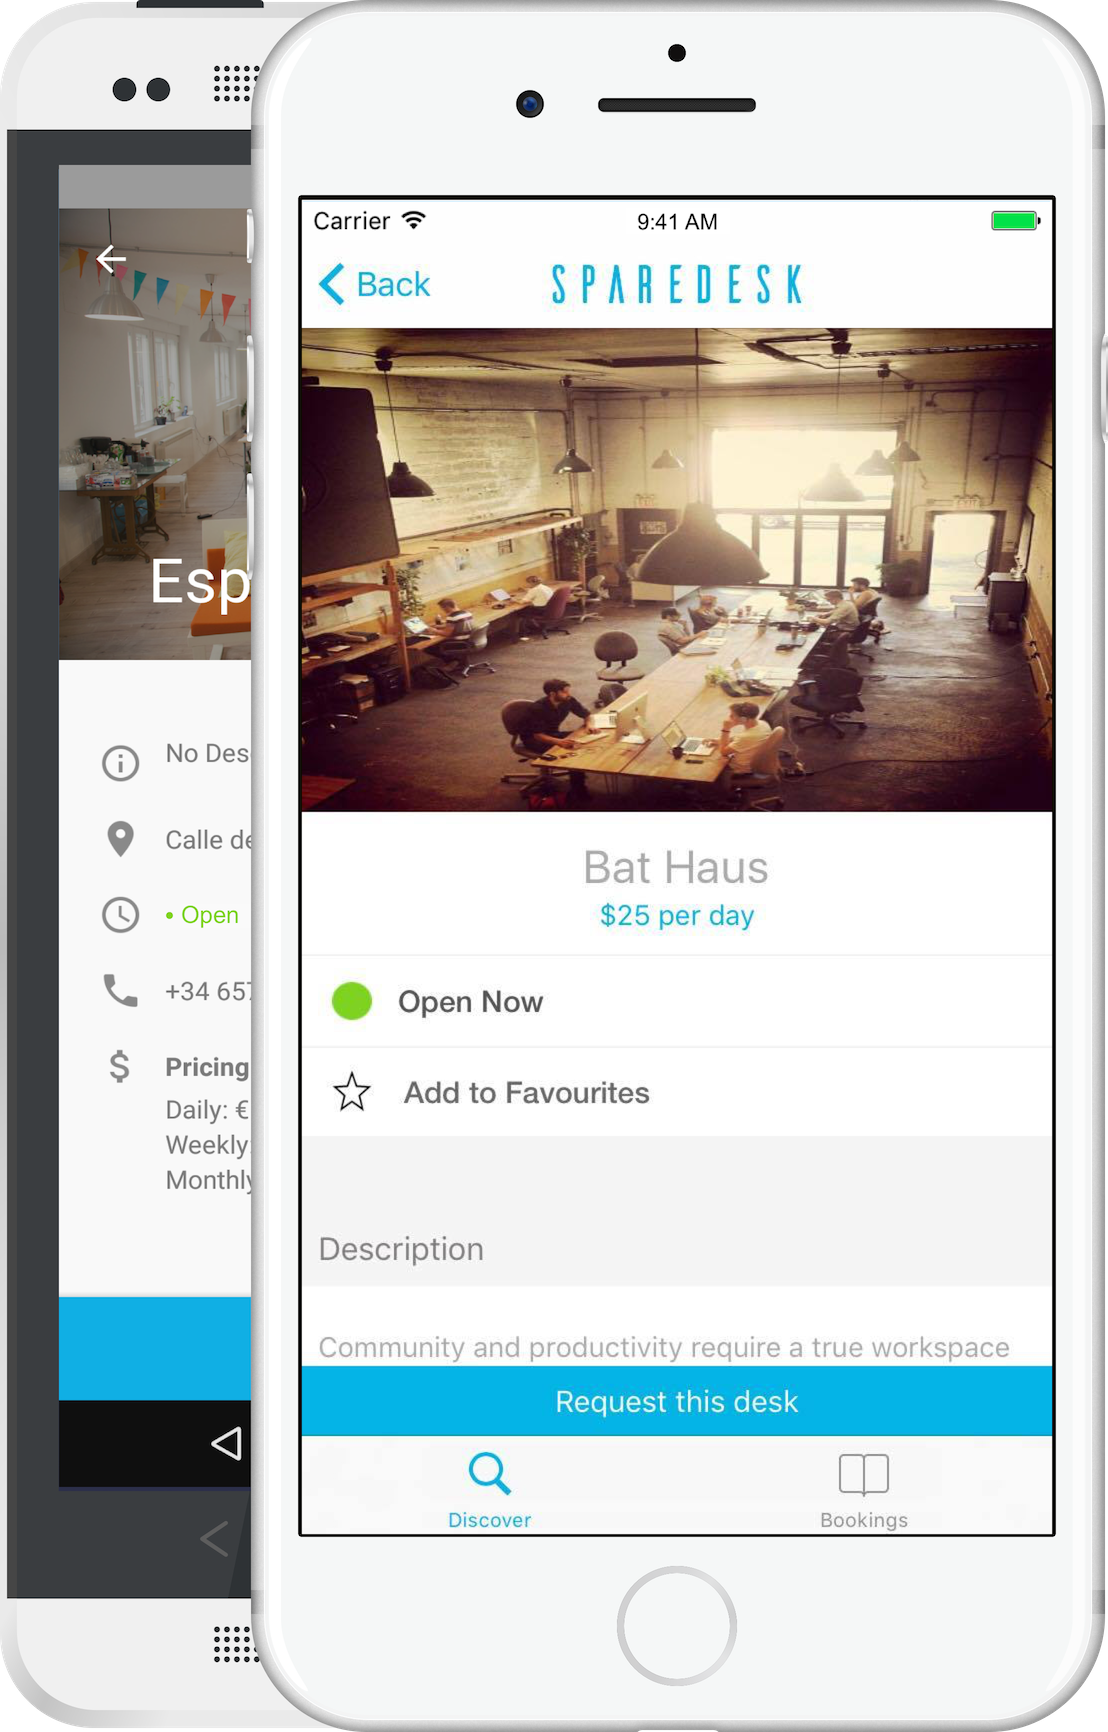 Carrier
9:41 AM
Back
SPAREDESK
Bat Haus
$25 per day
Open Now
Add to Favourites
Description
Community and productivity require a true workspace
Request this desk
Discover
Bookings
Esp
No Des
Calle de
• Open
+34 657
Pricing
Daily: €
Weekly:
Monthly